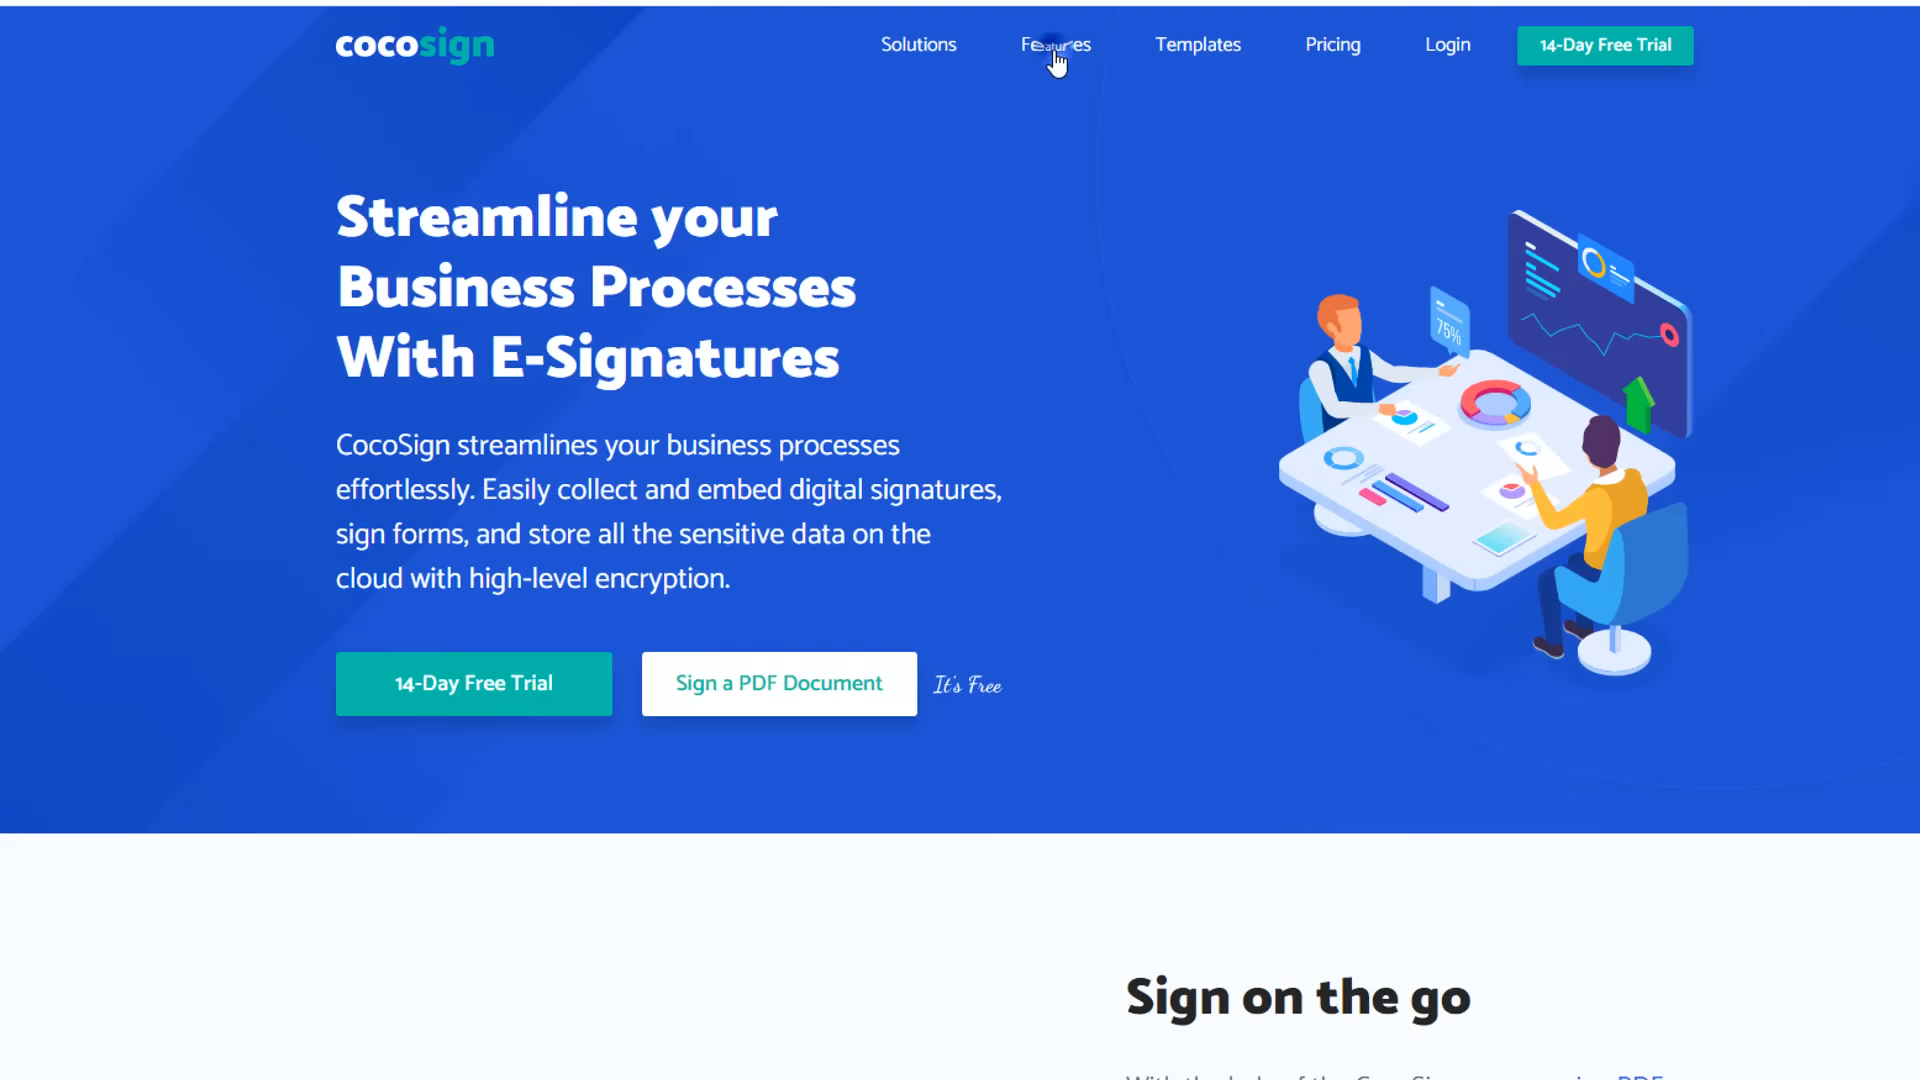 cocosign
Solutions
Features
Templates
Pricing
Login
14-Day Free Trial
Streamline your
Business Processes
With E-Signatures
CocoSign streamlines your business processes
effortlessly. Easily collect and embed digital signatures,
sign forms, and store all the sensitive data on the
cloud with high-level encryption.
14-Day Free Trial
Sign a PDF Document
It's Free
75%
Sign on the go